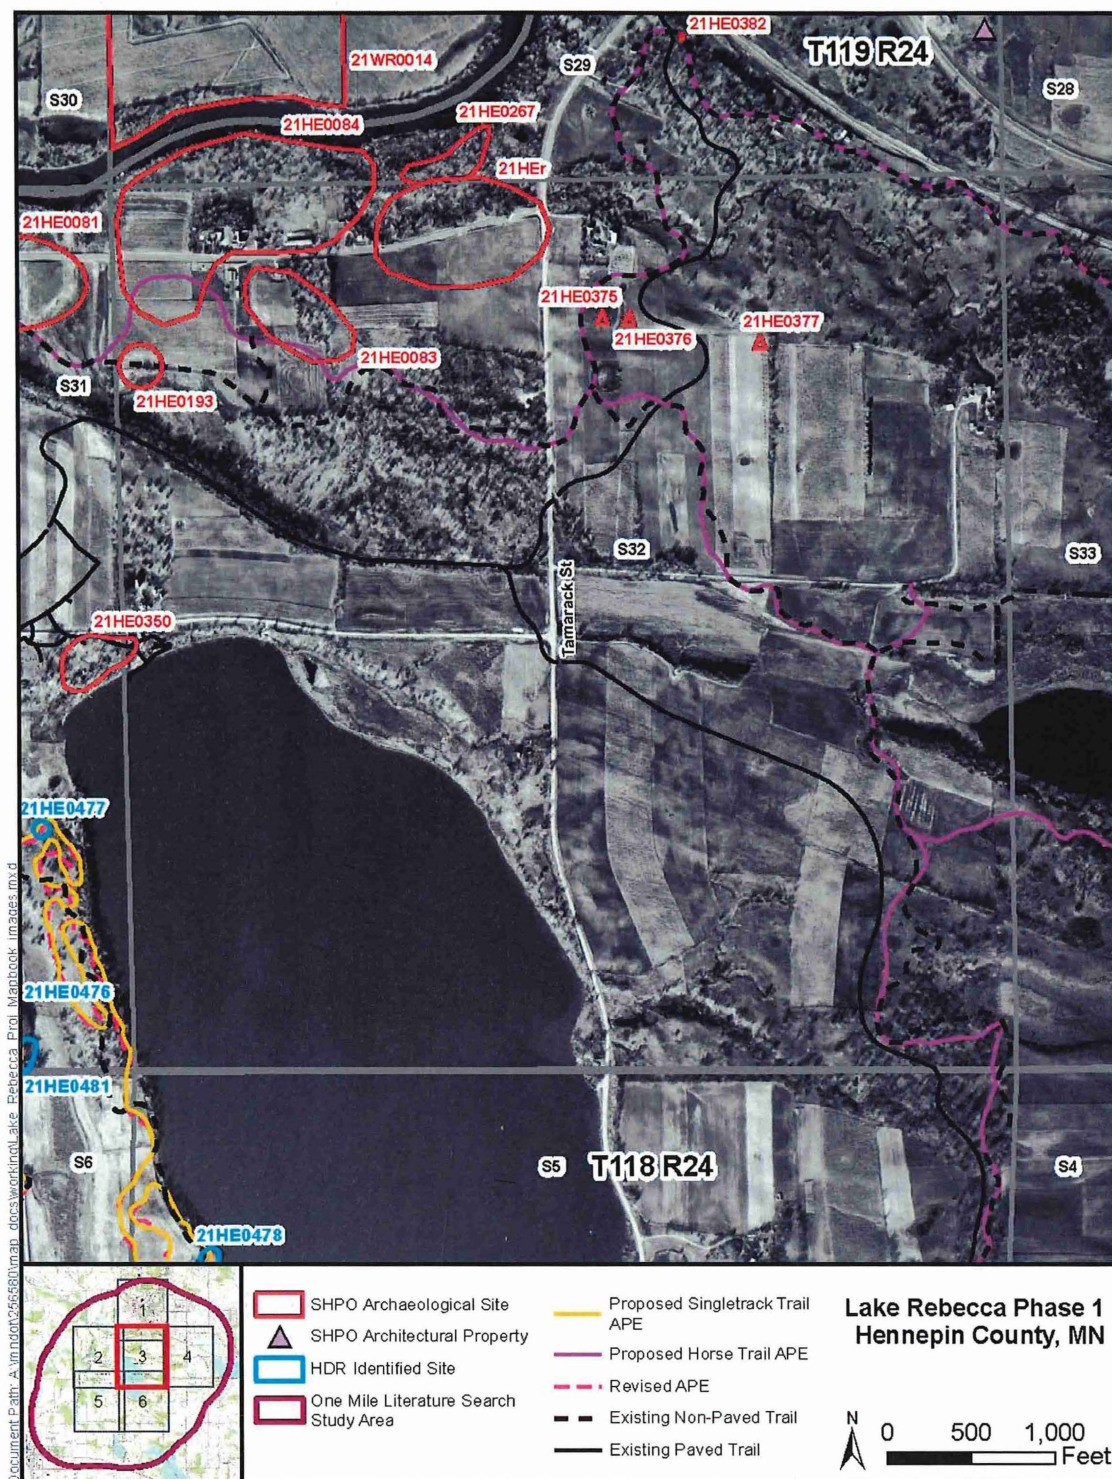 21HE0382
T119 R24
S29
21WR0014
S30
S28
21HE0267
21HE0084
21HEr
21HE0081
21HE0375
21HE0376
21HE0377
21HE0083
S31
21HE0193
S32
S33
Tamarack St
21HE0350
21HE0477
21HE0476
21HE0481
S6
S5
T118 R24
S4
21HE0478
1
2
3
4
5
6
SHPO Archaeological Site
SHPO Architectural Property
HDR Identified Site
One Mile Literature Search
Study Area
Proposed Singletrack Trail
APE
Proposed Horse Trail APE
Revised APE
Existing Non-Paved Trail
Existing Paved Trail
Lake Rebecca Phase 1
Hennepin County, MN
N
0 500 1,000
Feet